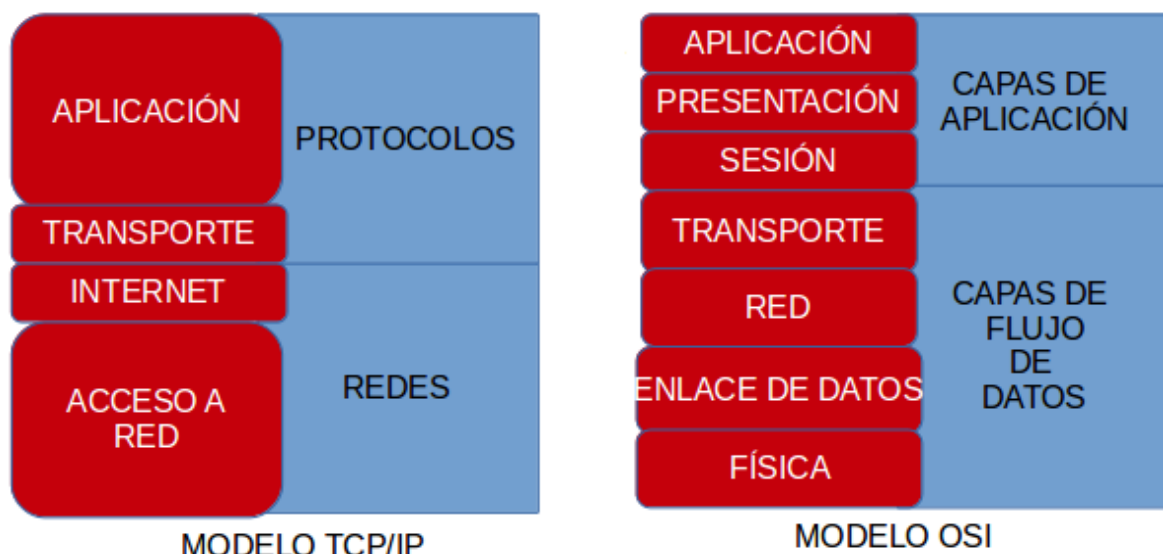 APLICACIÓN
TRANSPORTE
INTERNET
ACCESO A
RED
PROTOCOLOS
REDES
MODELO TCP/IP
APLICACIÓN
PRESENTACIÓN
SESIÓN
TRANSPORTE
RED
ENLACE DE DATOS
FÍSICA
CAPAS DE
APLICACIÓN
CAPAS DE
FLUJO
DE
DATOS
MODELO OSI